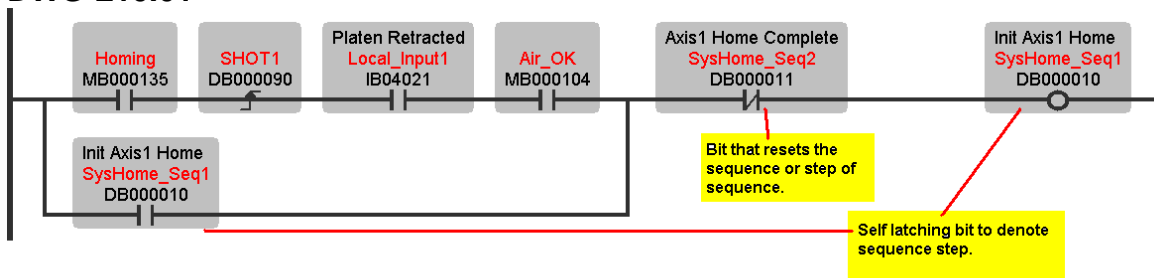 Homing
MB000135
SHOT1
DB000090
Platen Retracted
Local_Input1
IB04021
Air_OK
MB000104
Axis1 Home Complete
SysHome_Seq2
DB000011
Init Axis1 Home
SysHome_Seq1
DB000010
Init Axis1 Home
SysHome_Seq1
DB000010
Bit that resets the
sequence or step of
sequence.
Self latching bit to denote
sequence step.